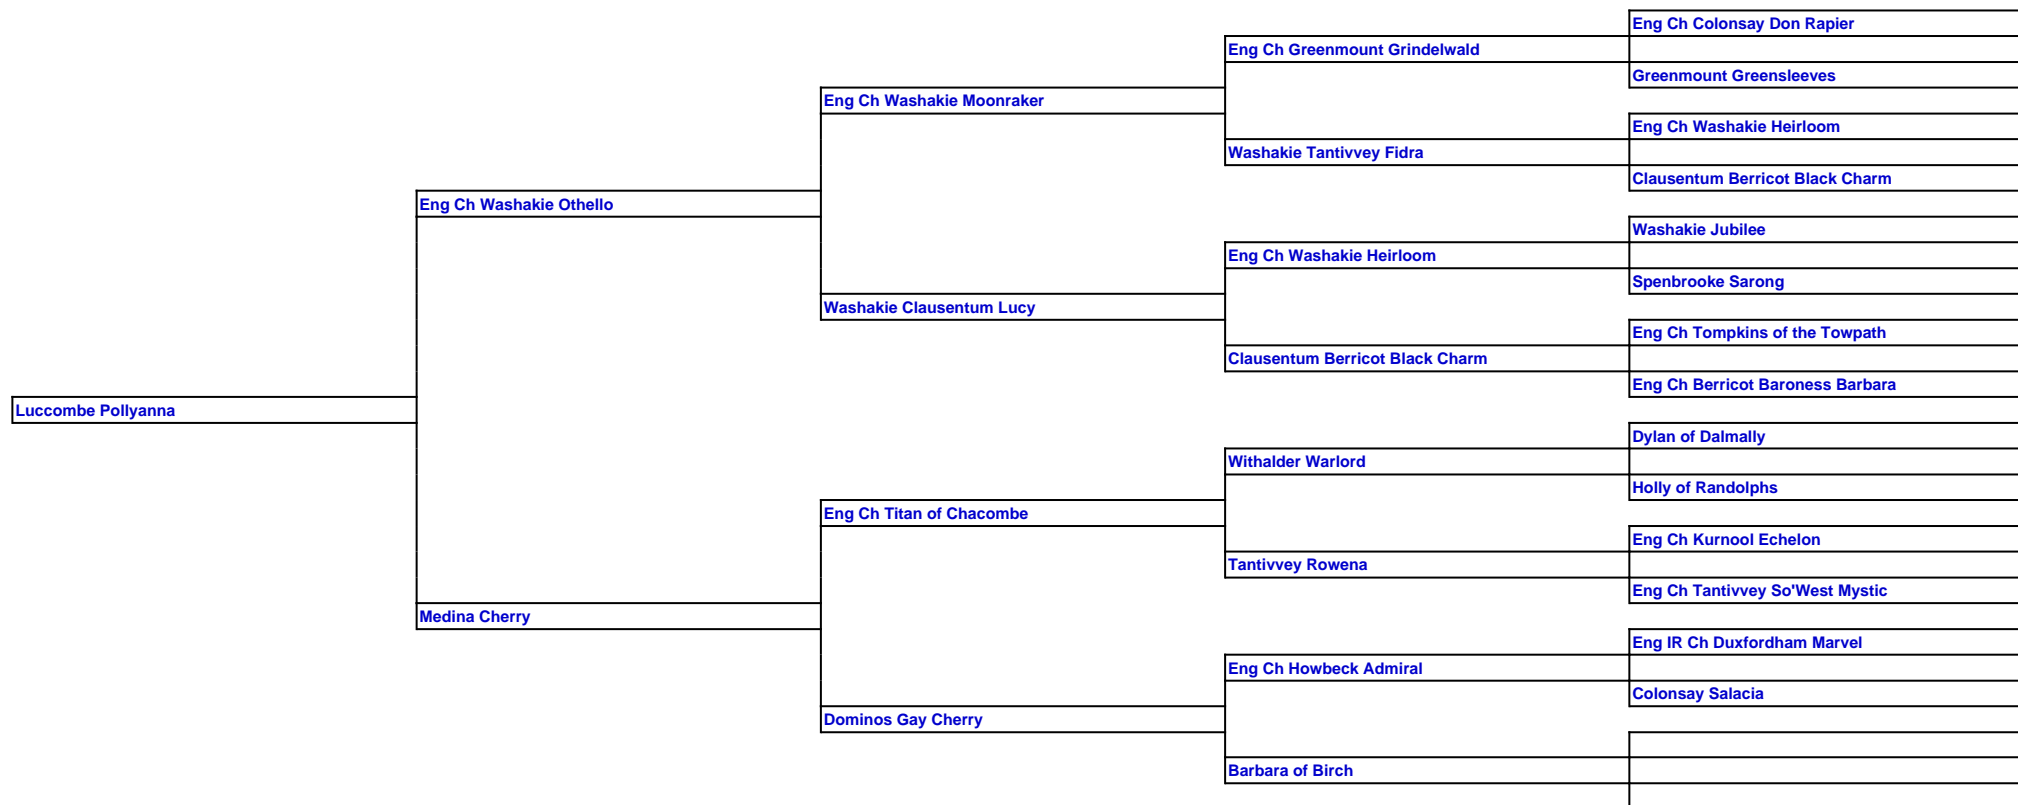 Eng Ch Colonsay Don Rapier
Eng Ch Greenmount Grindelwald
Greenmount Greensleeves
Eng Ch Washakie Moonraker
Eng Ch Washakie Heirloom
Washakie Tantivvey Fidra
Clausentum Berricot Black Charm
Eng Ch Washakie Othello
Washakie Jubilee
Eng Ch Washakie Heirloom
Spenbrooke Sarong
Washakie Clausentum Lucy
Eng Ch Tompkins of the Towpath
Clausentum Berricot Black Charm
Eng Ch Berricot Baroness Barbara
Luccombe Pollyanna
Dylan of Dalmally
Withalder Warlord
Holly of Randolphs
Eng Ch Titan of Chacombe
Eng Ch Kurnool Echelon
Tantivvey Rowena
Eng Ch Tantivvey So'West Mystic
Medina Cherry
Eng IR Ch Duxfordham Marvel
Eng Ch Howbeck Admiral
Colonsay Salacia
Dominos Gay Cherry
Barbara of Birch